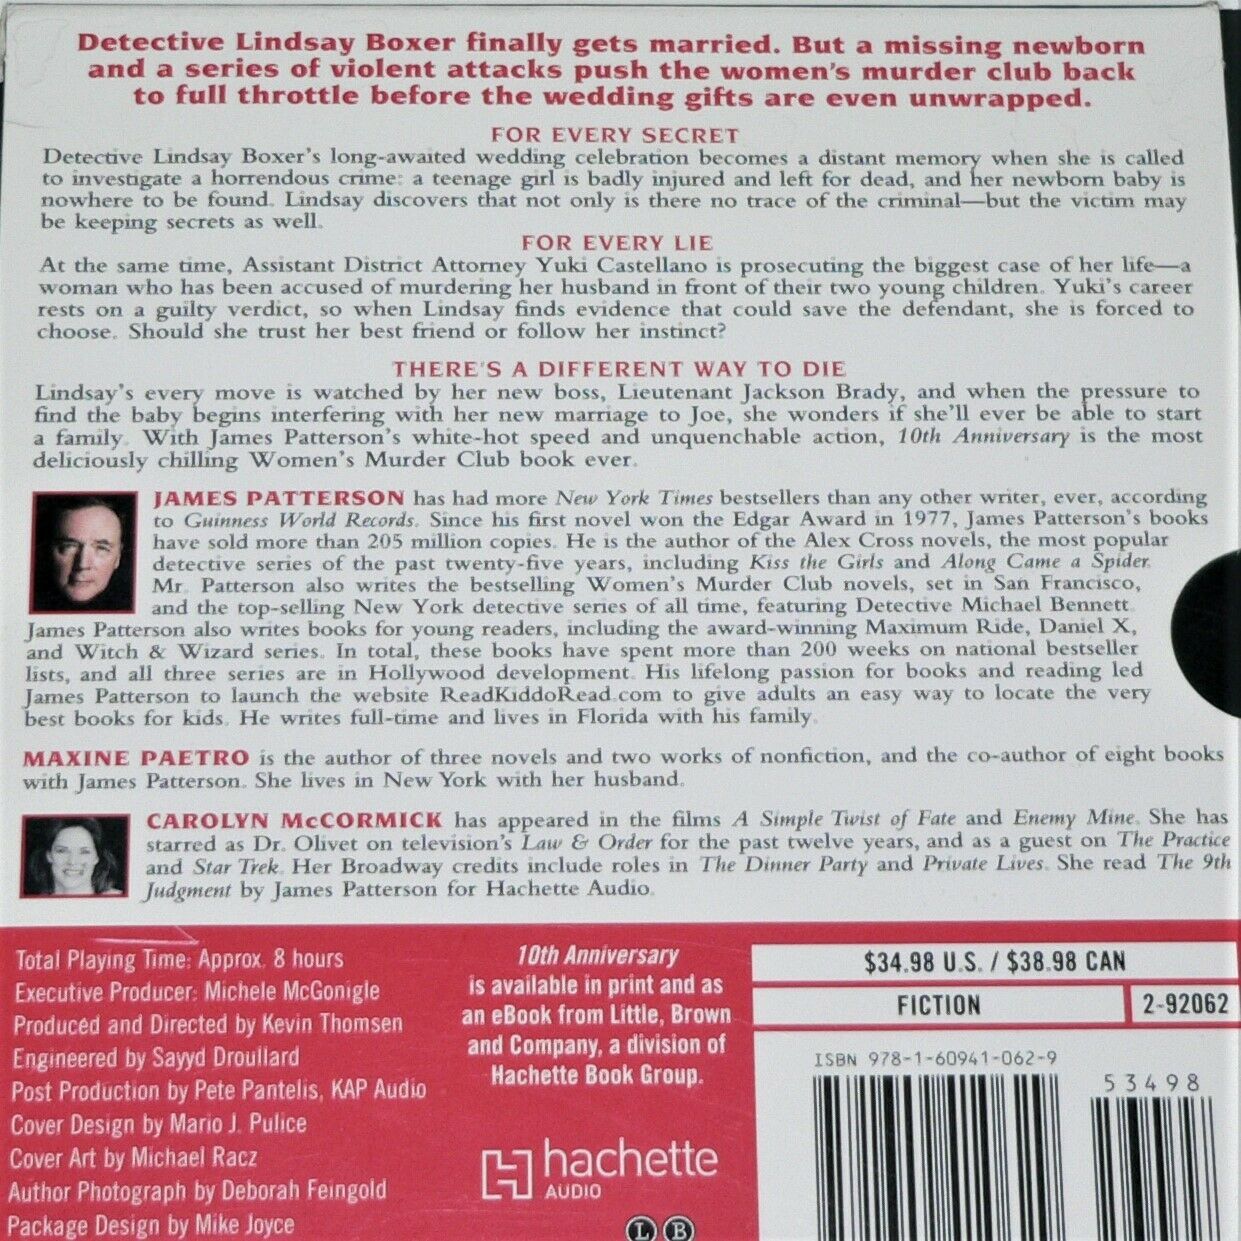 Detective Lindsay Boxer finally gets married. But a missing newborn
and a series of violent attacks push the women's murder club back
to full throttle before the wedding gifts are even unwrapped.
FOR EVERY SECRET
Detective Lindsay Boxer's long-awaited wedding celebration becomes a distant memory when she is called
to investigate a horrendous crime: a teenage girl is badly injured and left for dead, and her newborn baby is
nowhere to be found. Lindsay discovers that not only is there no trace of the criminal—but the victim may
be keeping secrets as well.
FOR EVERY LIE
At the same time, Assistant District Attorney Yuki Castellano is prosecuting the biggest case of her life—a
woman who has been accused of murdering her husband in front of their two young children. Yuki's career
rests on a guilty verdict, so when Lindsay finds evidence that could save the defendant, she is forced to
choose. Should she trust her best friend or follow her instinct?
THERE'S A DIFFERENT WAY TO DIE
Lindsay's every move is watched by her new boss, Lieutenant Jackson Brady, and when the pressure to
find the baby begins interfering with her new marriage to Joe, she wonders if she'll ever be able to start
a family. With James Patterson's white-hot speed and unquenchable action, 10th Anniversary is the most
deliciously chilling Women's Murder Club book ever.
JAMES PATTERSON has had more New York Times bestsellers than any other writer, ever, according
to Guinness World Records. Since his first novel won the Edgar Award in 1977, James Patterson's books
have sold more than 205 million copies. He is the author of the Alex Cross novels, the most popular
detective series of the past twenty-five years, including Kiss the Girls and Along Came a Spider.
Mr. Patterson also writes the bestselling Women's Murder Club novels, set in San Francisco,
and the top-selling New York detective series of all time, featuring Detective Michael Bennett.
James Patterson also writes books for young readers, including the award-winning Maximum Ride, Daniel X,
and Witch & Wizard series. In total, these books have spent more than 200 weeks on national bestseller
lists, and all three series are in Hollywood development. His lifelong passion for books and reading led
James Patterson to launch the website ReadKiddoRead.com to give adults an easy way to locate the very
best books for kids. He writes full-time and lives in Florida with his family.
MAXINE PAETRO is the author of three novels and two works of nonfiction, and the co-author of eight books
with James Patterson. She lives in New York with her husband.
CAROLYN McCORMICK has appeared in the films A Simple Twist of Fate and Enemy Mine. She has
starred as Dr. Olivet on television's Law & Order for the past twelve years, and as a guest on The Practice
and Star Trek. Her Broadway credits include roles in The Dinner Party and Private Lives. She read The 9th
Judgment by James Patterson for Hachette Audio.
Total Playing Time: Approx. 8 hours
Executive Producer: Michele McGonigle
Produced and Directed by Kevin Thomsen
Engineered by Sayyd Droullard
Post Production by Pete Pantelis, KAP Audio
Cover Design by Mario J. Pulice
Cover Art by Michael Racz
Author Photograph by Deborah Feingold
Package Design by Mike Joyce
10th Anniversary
is available in print and as
an eBook from Little, Brown
and Company, a division of
Hachette Book Group.
hachette
AUDIO
L B
$34.98 U.S. / $38.98 CAN
FICTION
2-92062
ISBN 978-1-60941-062-9
53498